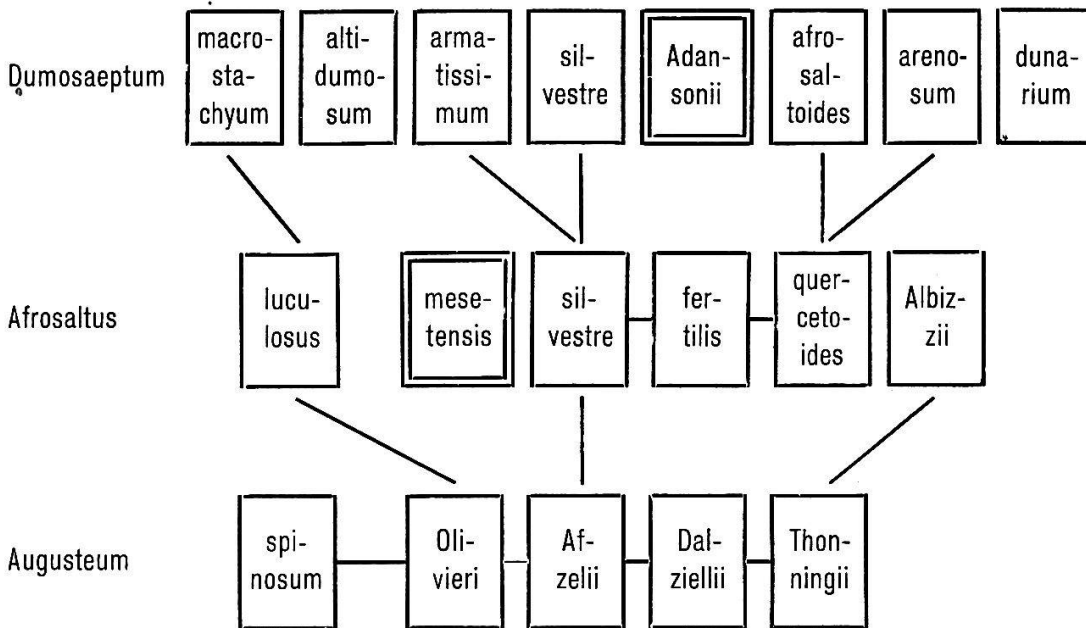 macro- alti- arma- sil- Adan- afro- areno- duna-
Dumosaeptum sta- dumo- tissi- vestre sonii sal- sum rium
chyum sum mum toides
lucu- mese- sil- fer- quer- Albiz-
Afrosaltus losus tensis vestre tilis ceto- zii
ides
spi- Oli- Af- Dal- Thon-
Augusteum nosum vieri zelii ziellii ningii